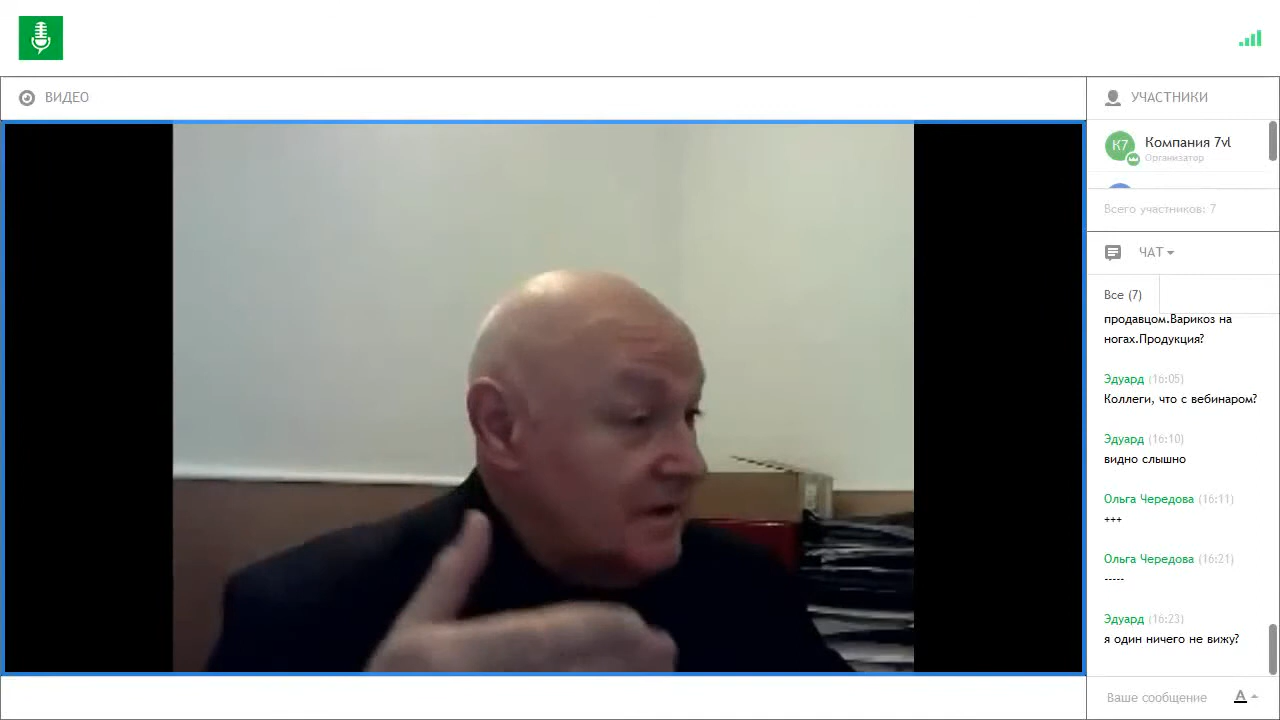 ВИДЕО
УЧАСТНИКИ
К7
Компания 7vl
Организатор
Всего участников: 7
ЧАТ
Все (7)
продавцом.Варикоз на
ногах.Продукция?
Эдуард (16:05)
Коллеги, что с вебинаром?
Эдуард (16:10)
видно слышно
Ольга Чередова (16:11)
+++
Ольга Чередова (16:21)
-----
Эдуард (16:23)
я один ничего не вижу?
Ваше сообщение
А